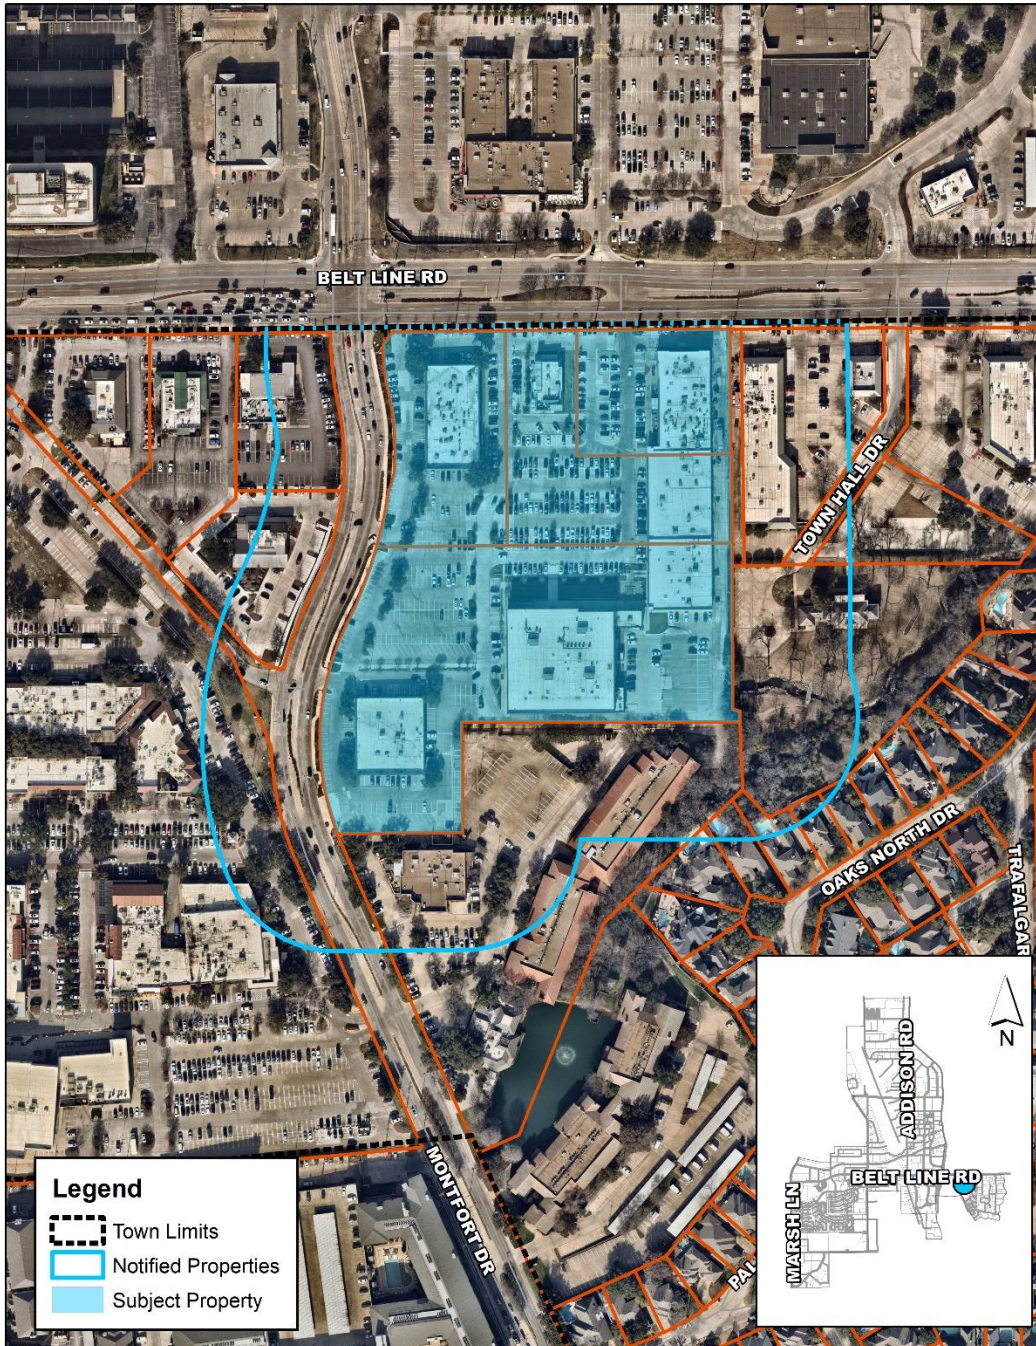 BELT LINE RD
TOWN HALL DR
OAKS NORTH DR
TRAFALGAR
MONTFORT DR
Legend
Town Limits
Notified Properties
Subject Property
N
ADDISON RD
BELT LINE RD
MARSH LN